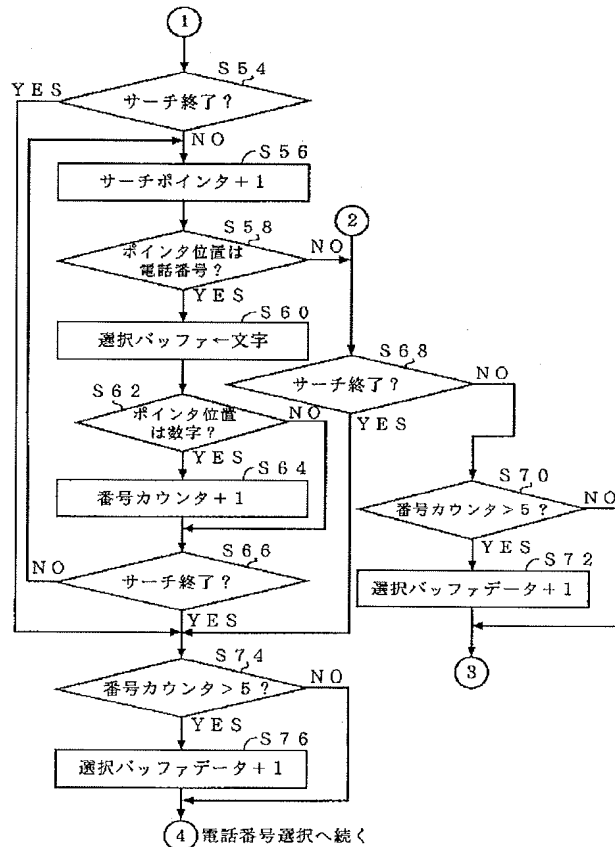 1
S54
YES
サーチ終了?
NO
S56
サーチポインタ+1
2
S58
ポインタ位置は
電話番号?
NO
YES
S60
選択バッファ←文字
S68
サーチ終了?
NO
YES
S62
ポインタ位置
は数字?
NO
YES
S64
番号カウンタ+1
S70
番号カウンタ>5?
NO
YES
S66
NO
サーチ終了?
YES
S72
選択バッファデータ+1
3
S74
番号カウンタ>5?
NO
YES
S76
選択バッファデータ+1
4 電話番号選択へ続く